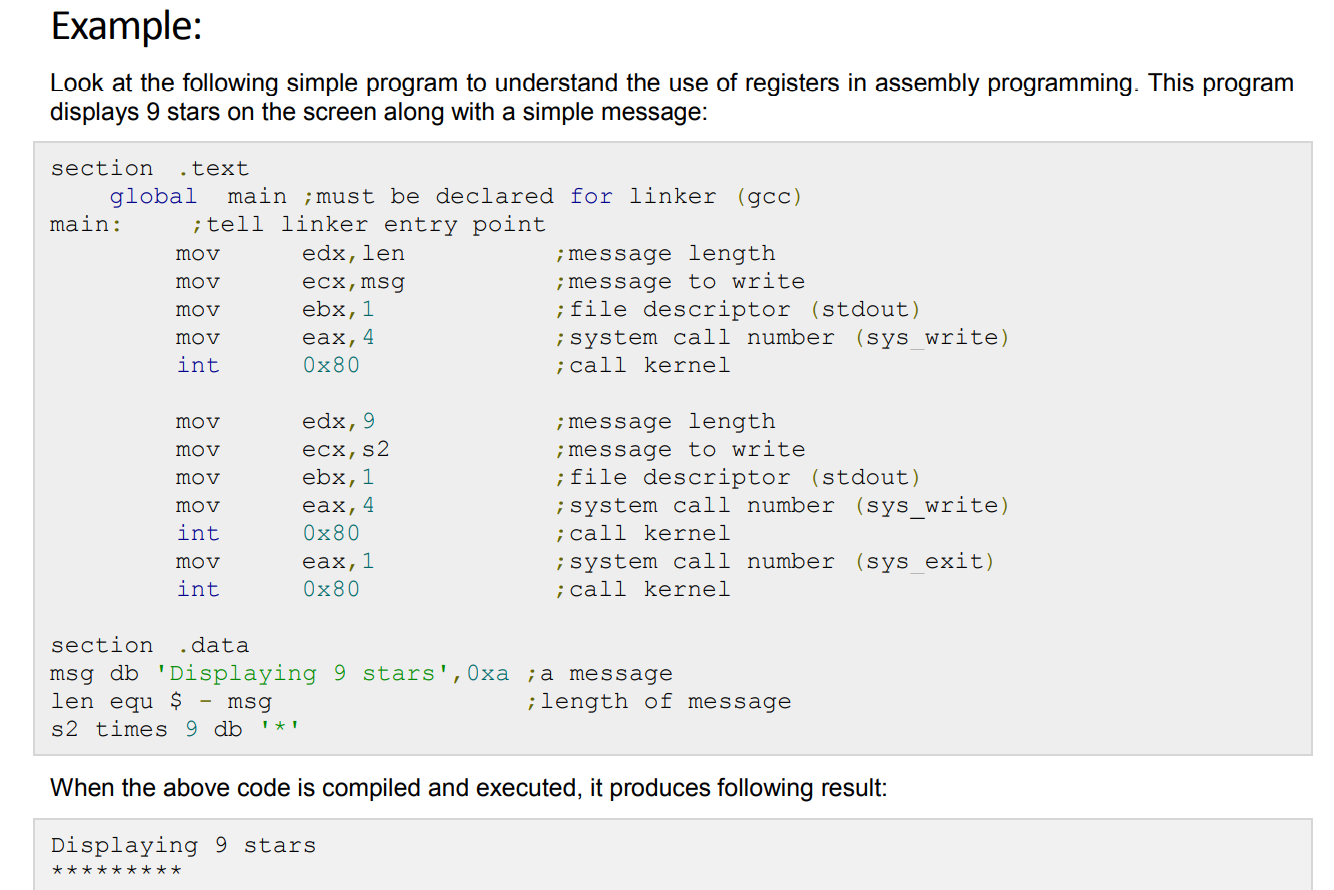 Example:
Look at the following simple program to understand the use of registers in assembly programming. This program
displays 9 stars on the screen along with a simple message:
section .text
global main ;must be declared for linker (gcc)
main: ;tell linker entry point
mov edx,len ;message length
mov ecx,msg ;message to write
mov ebx,1 ;file descriptor (stdout)
mov eax,4 ;system call number (sys_write)
int 0x80 ;call kernel
mov edx,9 ;message length
mov ecx,s2 ;message to write
mov ebx,1 ;file descriptor (stdout)
mov eax,4 ;system call number (sys_write)
int 0x80 ;call kernel
mov eax,1 ;system call number (sys_exit)
int 0x80 ;call kernel
section .data
msg db 'Displaying 9 stars',0xa ;a message
len equ $ - msg ;length of message
s2 times 9 db '*'
When the above code is compiled and executed, it produces following result:
Displaying 9 stars
*********